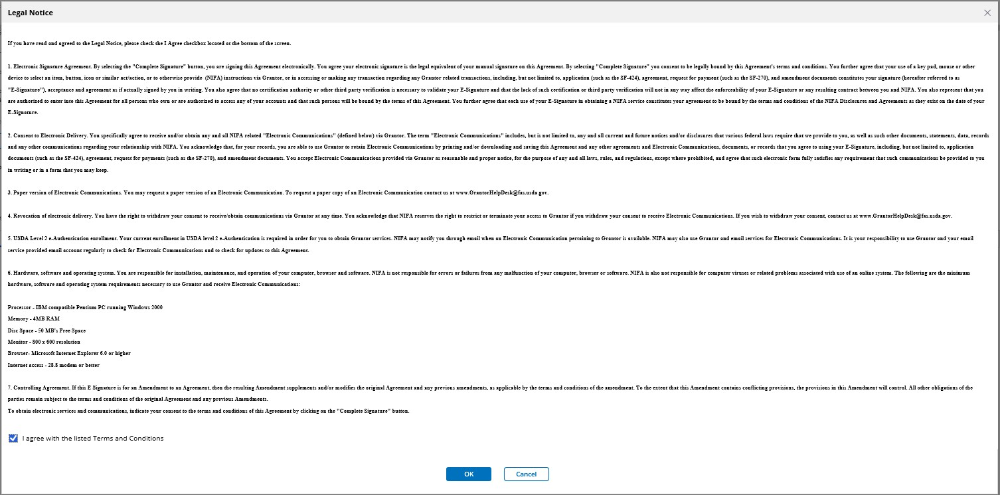 Legal Notice
If you have read and agreed to the Legal Notice, please check the I Agree checkbox located at the bottom of the screen.
1. Electronic Signature Agreement. By selecting the "Complete Signature" button, you are signing this Agreement electronically. You agree your electronic signature is the legal equivalent of your manual signature on this Agreement. By selecting "Complete Signature" you consent to be legally bound by this Agreement's terms and conditions. You further agree that your use of a key pad, mouse or other
device to select an item, button, icon or similar act/action, or to otherwise provide (NIFA) instructions via Grantor, or in accessing or making any transaction regarding any Grantor related transactions, including, but not limited to, application (such as the SF-424), agreement, request for payment (such as the SF-270), and amendment documents constitutes your signature (hereafter referred to as
"E-Signature"), acceptance and agreement as if actually signed by you in writing. You also agree that no certification authority or other third party verification is necessary to validate your E-Signature and that the lack of such certification or third party verification will not in any way affect the enforceability of your E-Signature or any resulting contract between you and NIFA. You also represent that you
are authorized to enter into this Agreement for all persons who own or are authorized to access any of your accounts and that such persons will be bound by the terms of this Agreement. You further agree that each use of your E-Signature in obtaining a NIFA service constitutes your agreement to be bound by the terms and conditions of the NIFA Disclosures and Agreements as they exist on the date of your
E-Signature.
2. Consent to Electronic Delivery. You specifically agree to receive and/or obtain any and all NIFA related "Electronic Communications" (defined below) via Grantor. The term "Electronic Communications" includes, but is not limited to, any and all current and future notices and/or disclosures that various federal laws require that we provide to you, as well as such other documents, statements, data, records
and any other communications regarding your relationship with NIFA. You acknowledge that, for your records, you are able to use Grantor to retain Electronic Communications by printing and/or downloading and saving this Agreement and any other agreements and Electronic Communications, documents, or records that you agree to using your E-Signature, including, but not limited to, application
documents (such as the SF-424), agreement, request for payments (such as the SF-270), and amendment documents. You accept Electronic Communications provided via Grantor as reasonable and proper notice, for the purpose of any and all laws, rules, and regulations, except where prohibited, and agree that such electronic form fully satisfies any requirement that such communications be provided to you
in writing or in a form that you may keep.
3. Paper version of Electronic Communications. You may request a paper version of an Electronic Communication. To request a paper copy of an Electronic Communication contact us at www.GrantorHelpDesk@fas.usda.gov.
4. Revocation of electronic delivery. You have the right to withdraw your consent to receive/obtain communications via Grantor at any time. You acknowledge that NIFA reserves the right to restrict or terminate your access to Grantor if you withdraw your consent to receive Electronic Communications. If you wish to withdraw your consent, contact us at www.GrantorHelpDesk@fas.usda.gov.
5. USDA Level 2 e-Authentication enrollment. Your current enrollment in USDA level 2 e-Authentication is required in order for you to obtain Grantor services. NIFA may notify you through email when an Electronic Communication pertaining to Grantor is available. NIFA may also use Grantor and email services for Electronic Communications. It is your responsibility to use Grantor and your email
service provided email account regularly to check for Electronic Communications and to check for updates to this Agreement.
6. Hardware, software and operating system. You are responsible for installation, maintenance, and operation of your computer, browser and software. NIFA is not responsible for errors or failures from any malfunction of your computer, browser or software. NIFA is also not responsible for computer viruses or related problems associated with use of an online system. The following are the minimum
hardware, software and operating system requirements necessary to use Grantor and receive Electronic Communications:
Processor - IBM compatible Pentium PC running Windows 2000
Memory - 4MB RAM
Disc Space - 50 MB's Free Space
Monitor - 800 x 600 resolution
Browser- Microsoft Internet Explorer 6.0 or higher
Internet access - 28.8 modem or better
7. Controlling Agreement. If this E Signature is for an Amendment to an Agreement, then the resulting Amendment supplements and/or modifies the original Agreement and any previous amendments, as applicable by the terms and conditions of the amendment. To the extent that this Amendment contains conflicting provisions, the provisions in this Amendment will control. All other obligations of the
parties remain subject to the terms and conditions of the original Agreement and any previous Amendments.
To obtain electronic services and communications, indicate your consent to the terms and conditions of this Agreement by clicking on the "Complete Signature" button.
I agree with the listed Terms and Conditions
OK Cancel